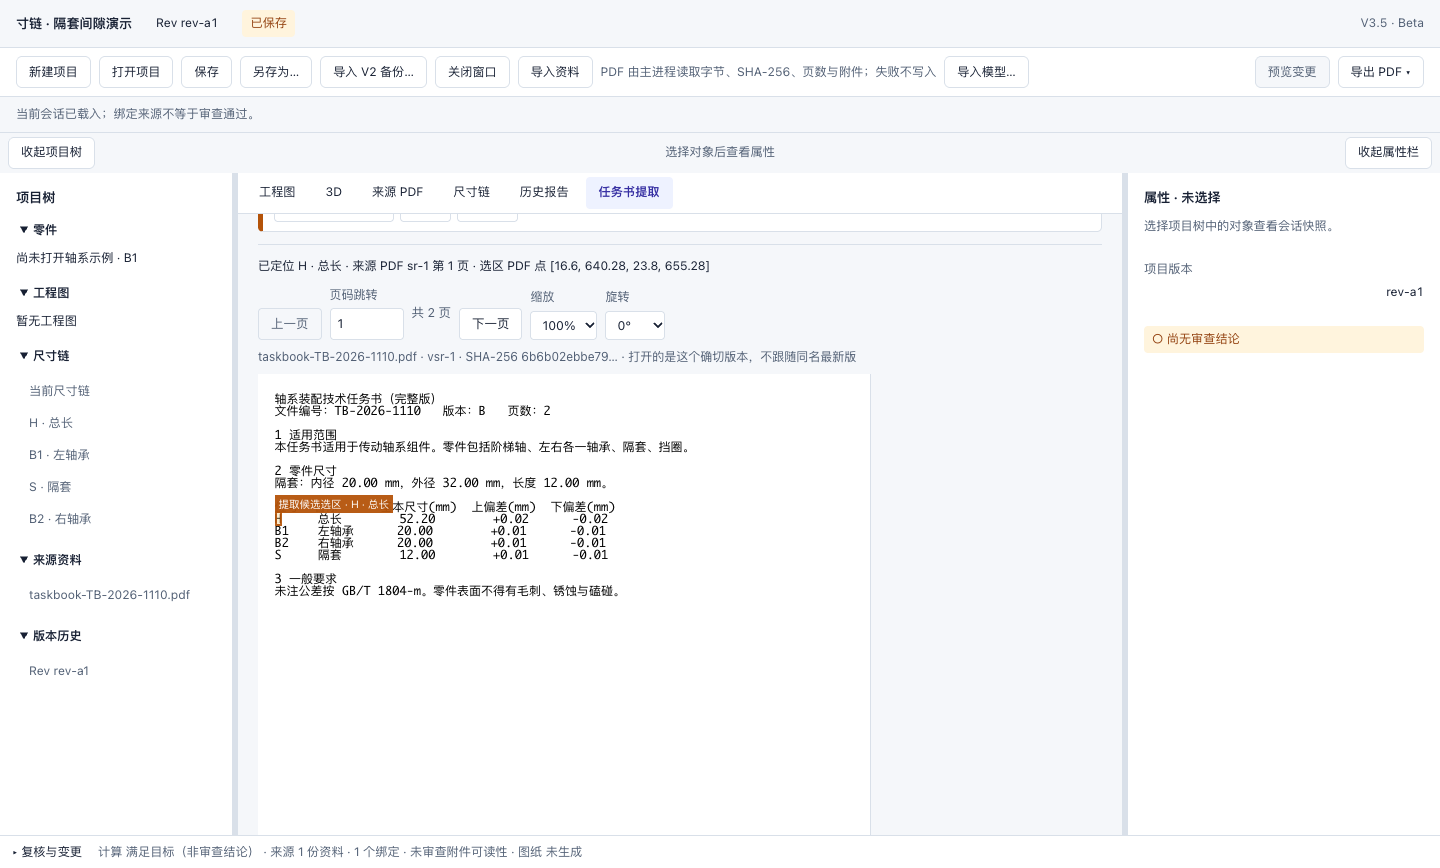 寸链 · 隔套间隙演示 Rev rev-a1 已保存 V3.5 · Beta
新建项目 打开项目 保存 另存为… 导入 V2 备份… 关闭窗口 导入资料 PDF 由主进程读取字节、SHA-256、页数与附件；失败不写入 导入模型… 预览变更 导出 PDF ▾
当前会话已载入；绑定来源不等于审查通过。
收起项目树 选择对象后查看属性 收起属性栏
项目树
▼ 零件
尚未打开轴系示例 · B1
▼ 工程图
暂无工程图
▼ 尺寸链
当前尺寸链
H · 总长
B1 · 左轴承
S · 隔套
B2 · 右轴承
▼ 来源资料
taskbook-TB-2026-1110.pdf
▼ 版本历史
Rev rev-a1
工程图 3D 来源 PDF 尺寸链 历史报告 任务书提取
已定位 H · 总长 · 来源 PDF sr-1 第 1 页 · 选区 PDF 点 [16.6, 640.28, 23.8, 655.28]
页码跳转 缩放 旋转
上一页 1 共 2 页 下一页 100% 0°
taskbook-TB-2026-1110.pdf · vsr-1 · SHA-256 6b6b02ebbe79… · 打开的是这个确切版本，不跟随同名最新版
轴系装配技术任务书（完整版）
文件编号：TB-2026-1110 版本：B 页数：2
1 适用范围
本任务书适用于传动轴系组件。零件包括阶梯轴、左右各一轴承、隔套、挡圈。
2 零件尺寸
隔套：内径 20.00 mm，外径 32.00 mm，长度 12.00 mm。
提取候选选区 · H · 总长 本尺寸(mm) 上偏差(mm) 下偏差(mm)
H 总长 52.20 +0.02 -0.02
B1 左轴承 20.00 +0.01 -0.01
B2 右轴承 20.00 +0.01 -0.01
S 隔套 12.00 +0.01 -0.01
3 一般要求
未注公差按 GB/T 1804-m。零件表面不得有毛刺、锈蚀与磕碰。
属性 · 未选择
选择项目树中的对象查看会话快照。
项目版本
rev-a1
○ 尚无审查结论
▸ 复核与变更 计算 满足目标（非审查结论） · 来源 1 份资料 · 1 个绑定 · 未审查附件可读性 · 图纸 未生成